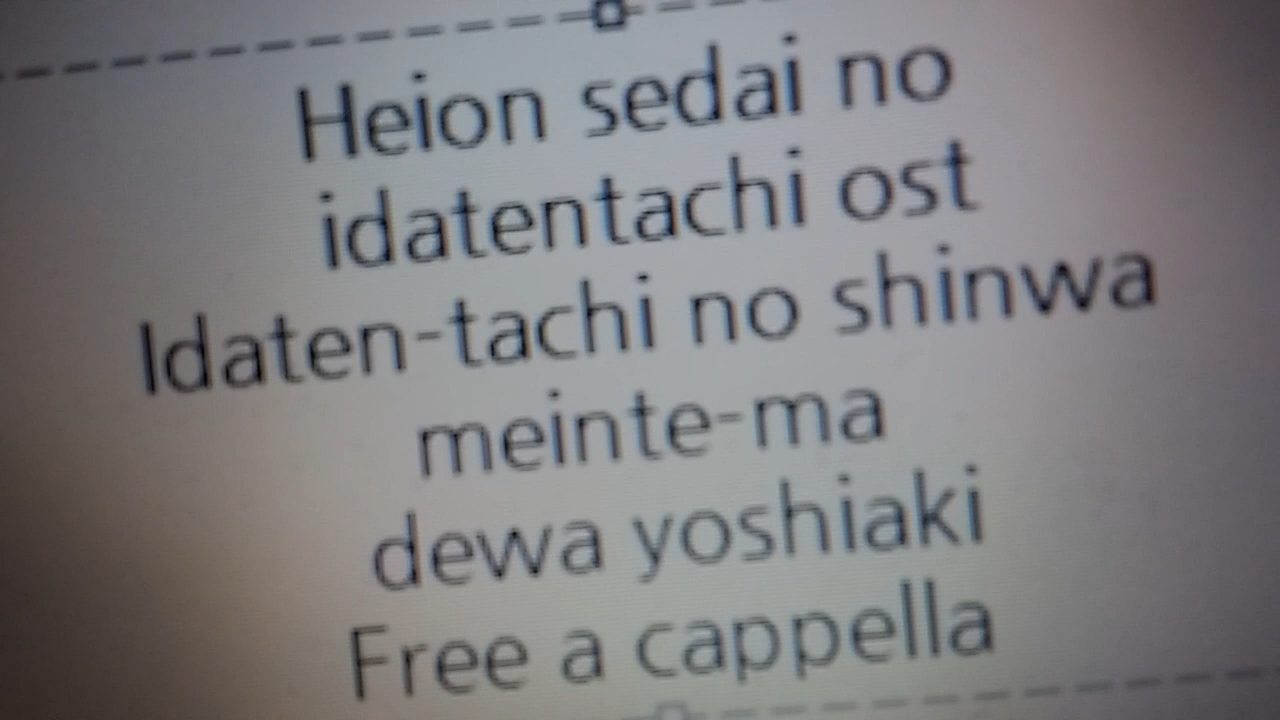 Heion sedai no
idatentachi ost
Idaten-tachi no shinwa
meinte-ma
dewa yoshiaki
Free a cappella